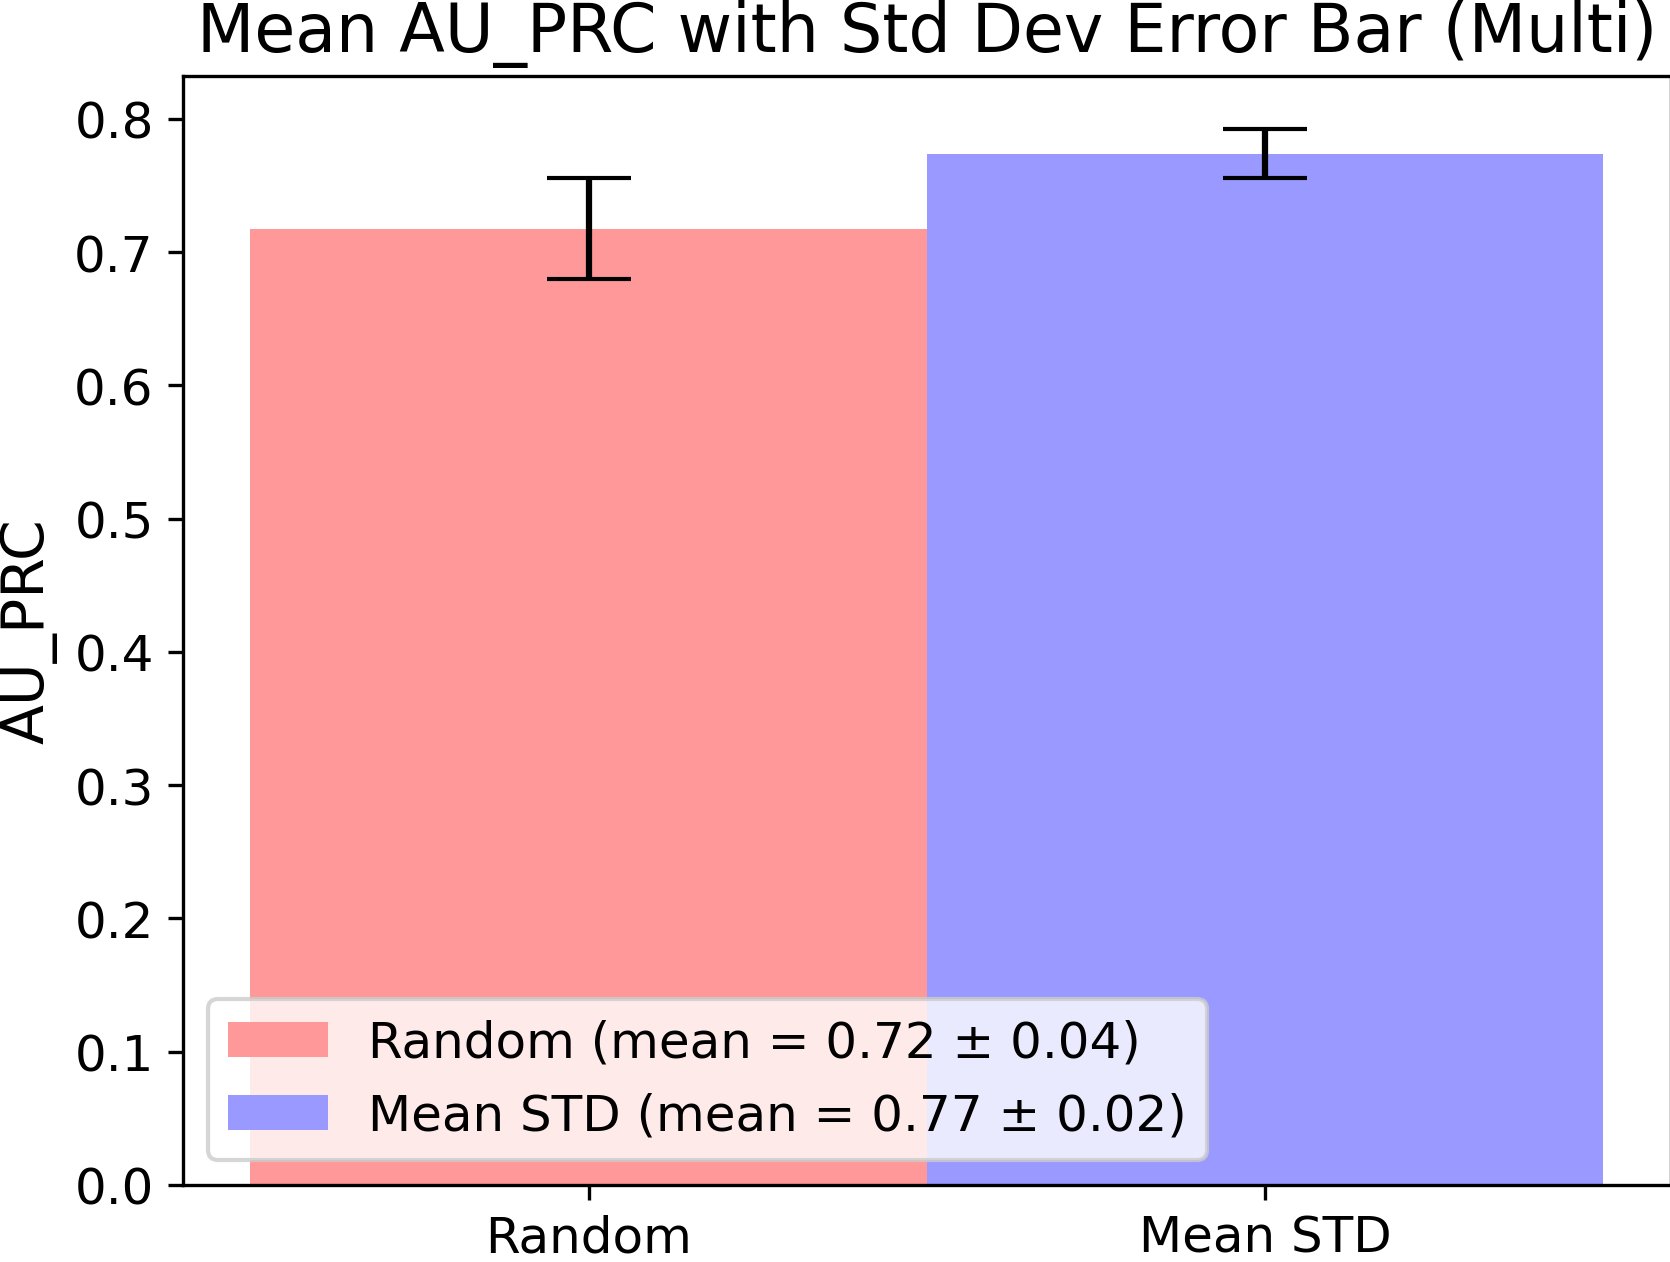 Mean AU_PRC with Std Dev Error Bar (Multi)
AU_PRC
0.8
0.7
0.6
0.5
0.4
0.3
0.2
0.1
0.0
Random (mean = 0.72 ± 0.04)
Mean STD (mean = 0.77 ± 0.02)
Random
Mean STD